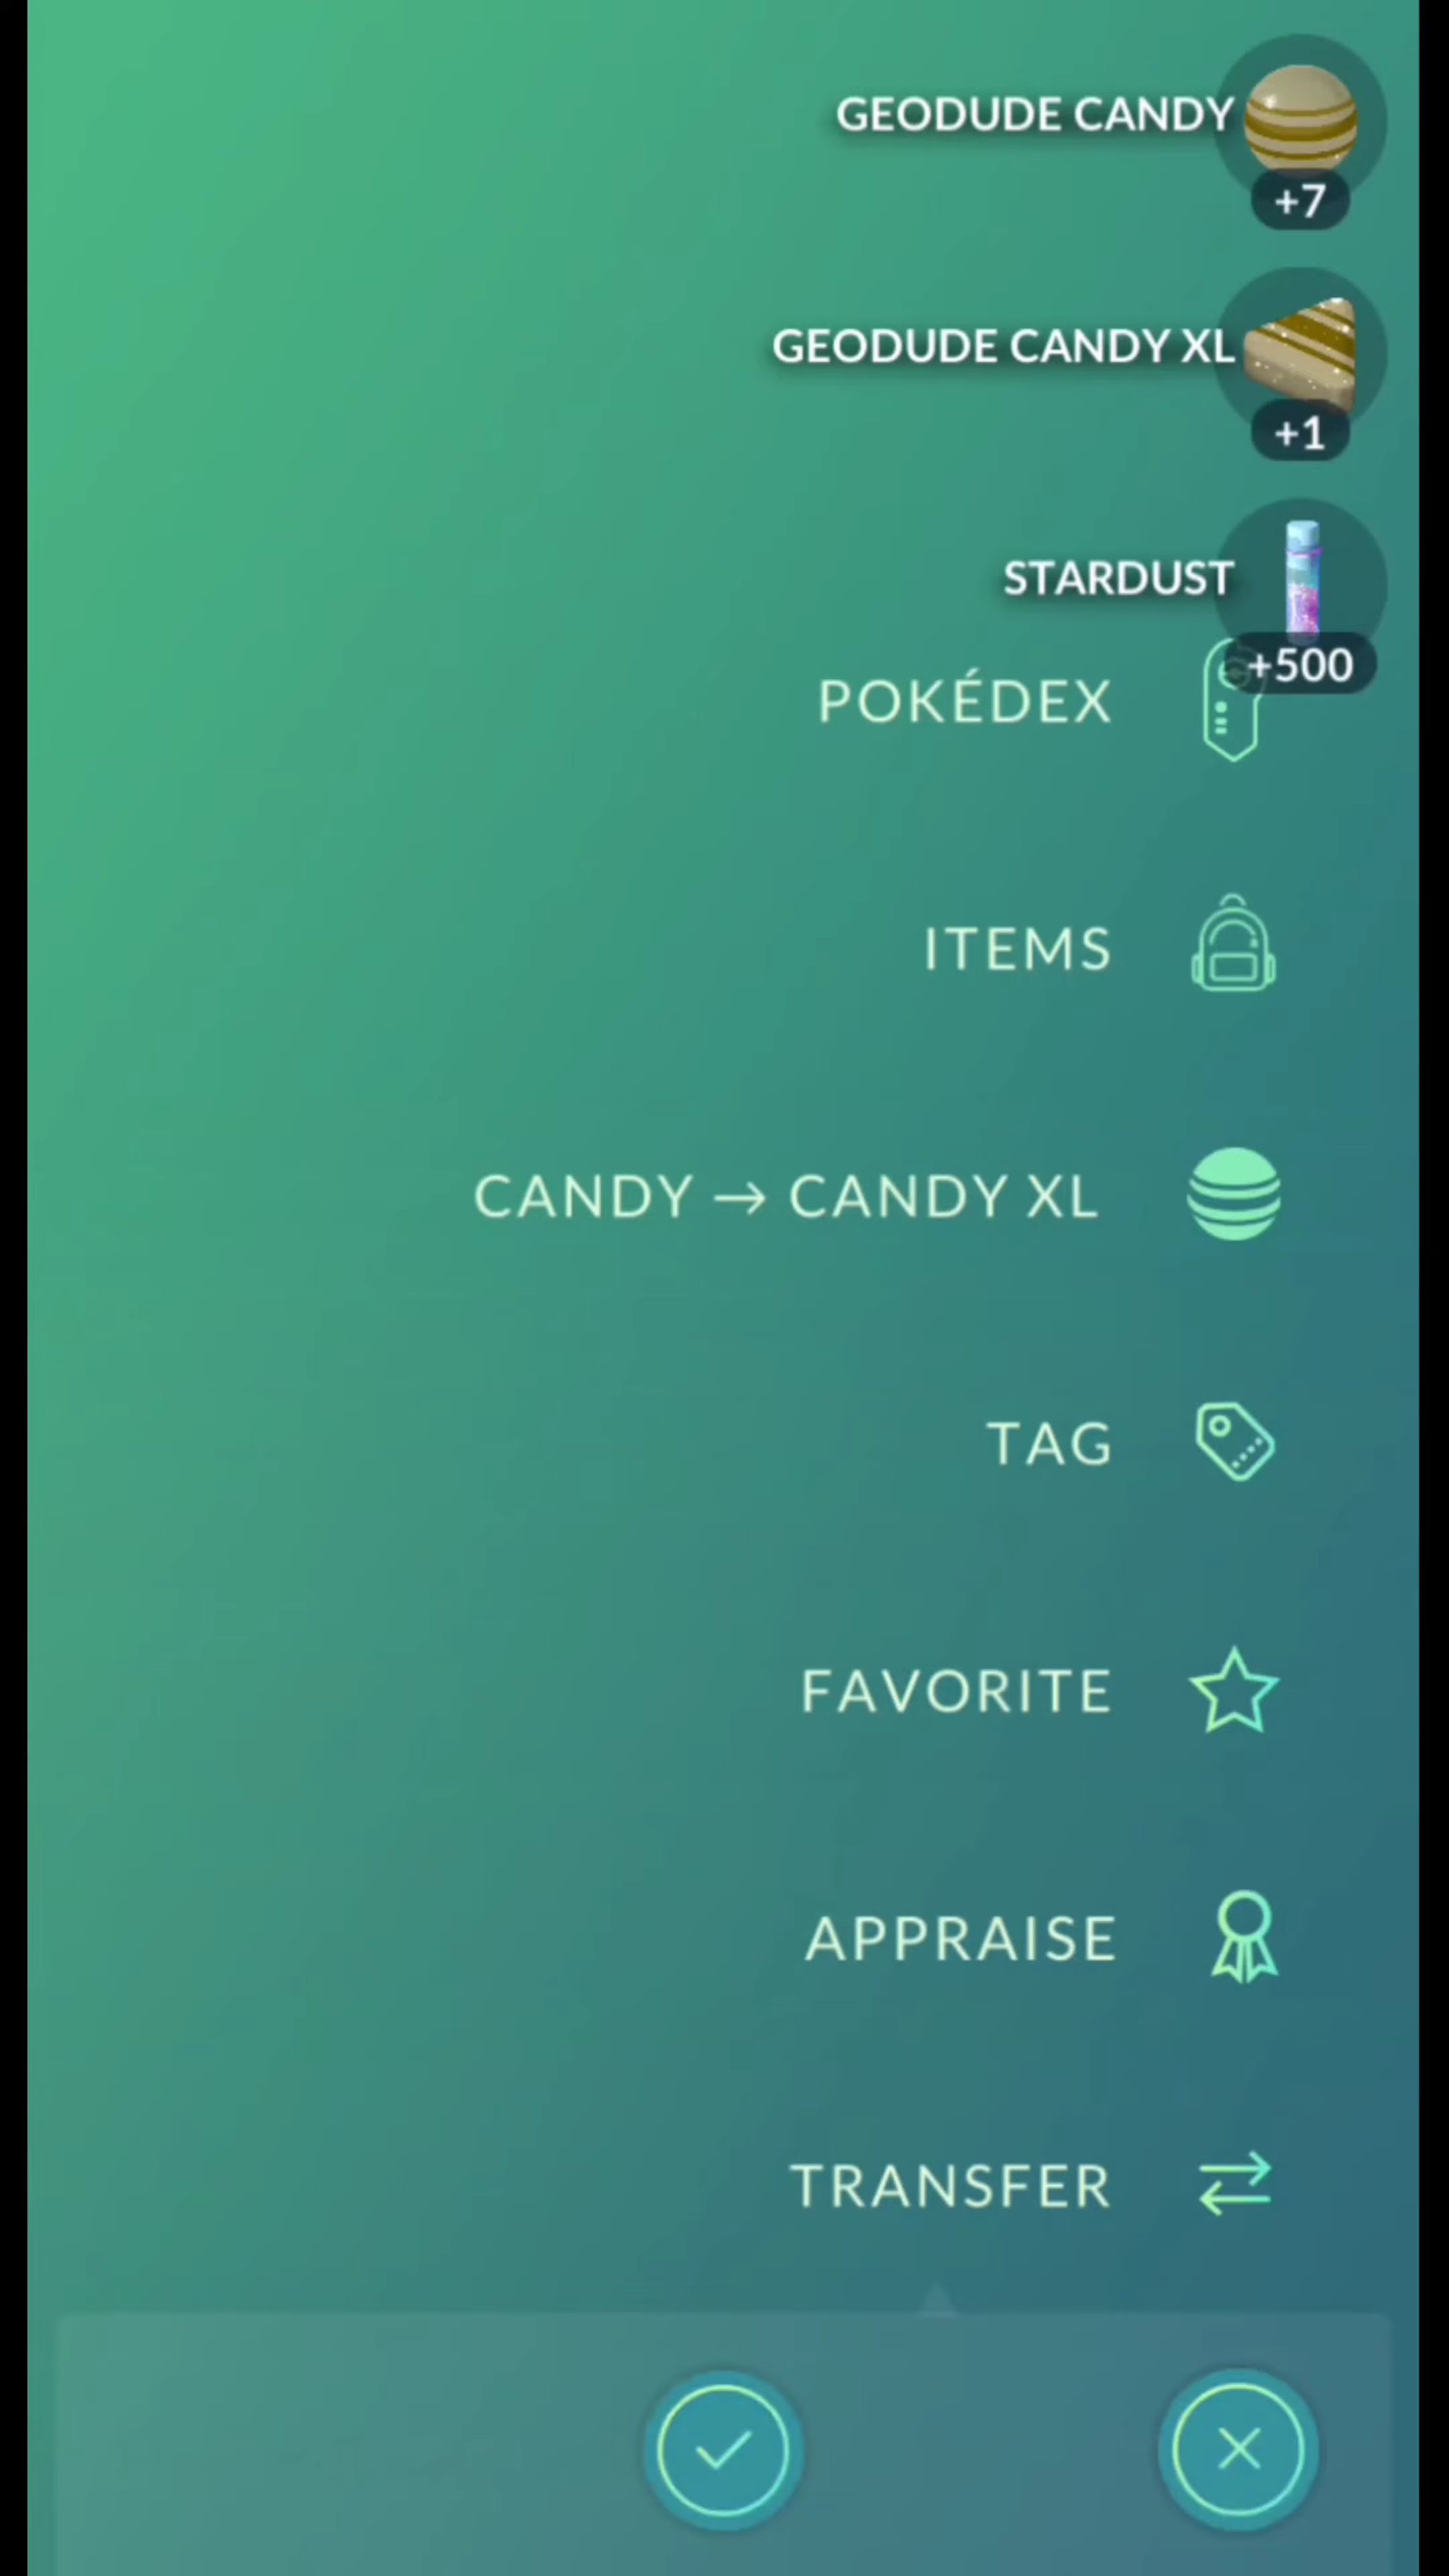 GEODUDE CANDY
+7
GEODUDE CANDY XL
+1
STARDUST
+500
POKÉDEX
ITEMS
CANDY → CANDY XL
TAG
FAVORITE
APPRAISE
TRANSFER